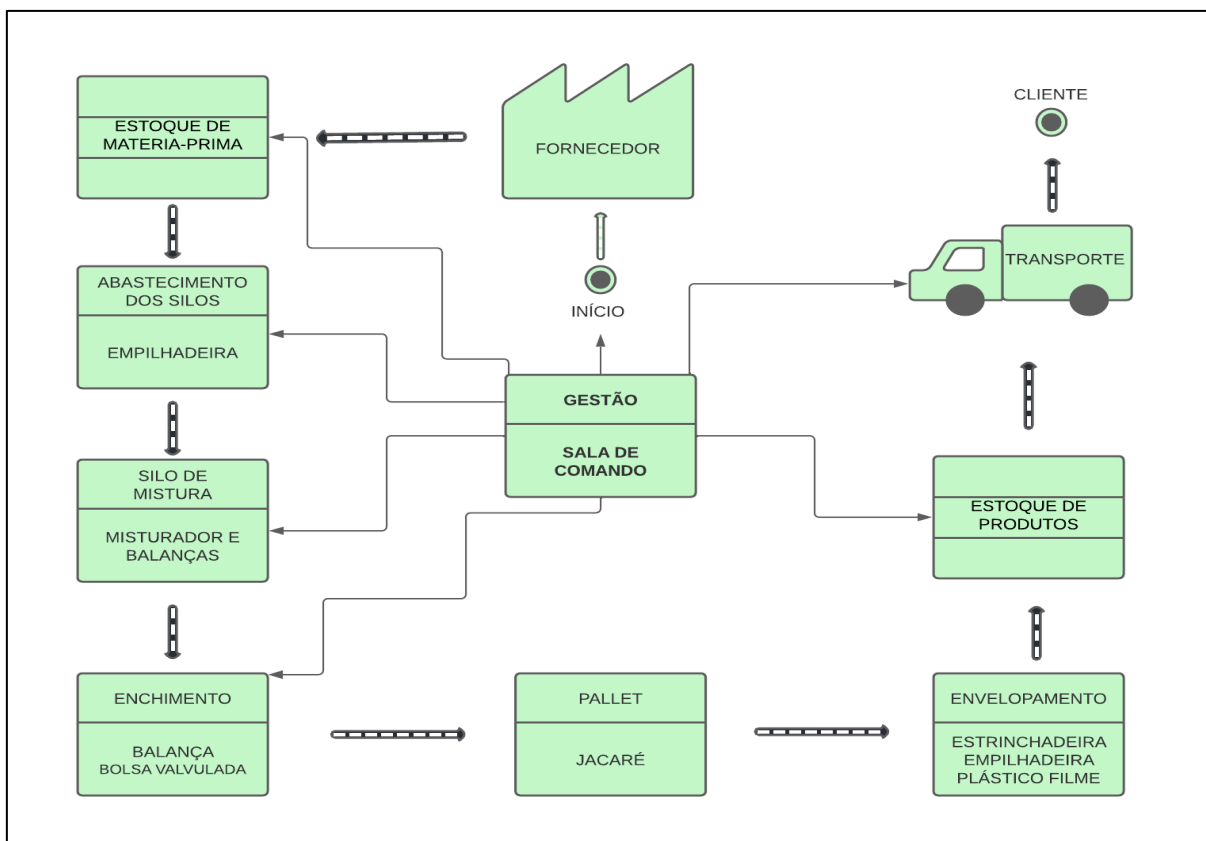 CLIENTE
ESTOQUE DE
MATERIA-PRIMA
FORNECEDOR
TRANSPORTE
ABASTECIMENTO
DOS SILOS
EMPILHADEIRA
INÍCIO
GESTÃO
SALA DE
COMANDO
SILO DE
MISTURA
MISTURADOR E
BALANÇAS
ESTOQUE DE
PRODUTOS
ENCHIMENTO
BALANÇA
BOLSA VALVULADA
PALLET
JACARÉ
ENVELOPAMENTO
ESTRINCHADEIRA
EMPILHADEIRA
PLÁSTICO FILME